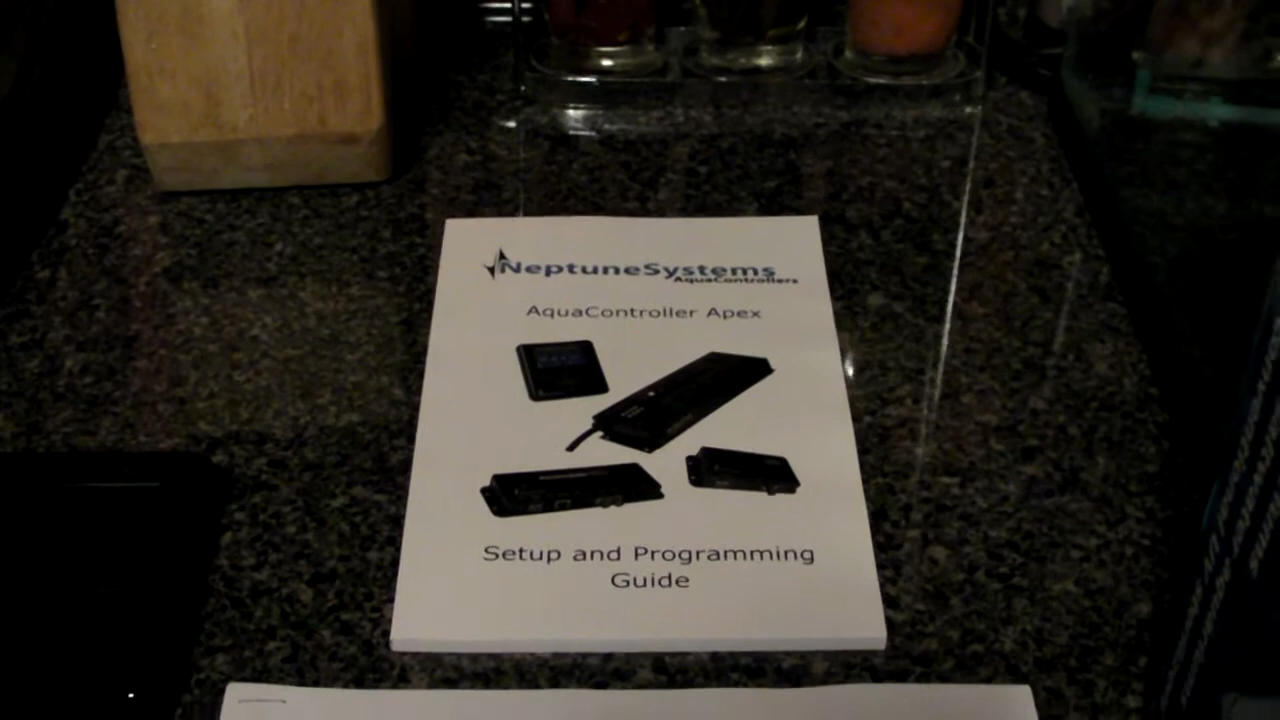 NeptuneSystems
AquaControllers
AquaController Apex
Setup and Programming
Guide